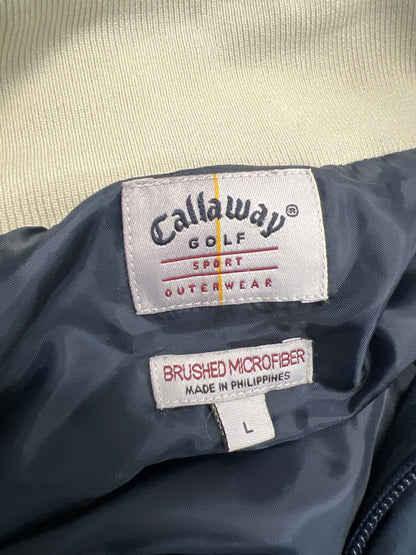 Callaway®
GOLF
SPORT
OUTERWEAR
BRUSHED MICROFIBER
MADE IN PHILIPPINES
L